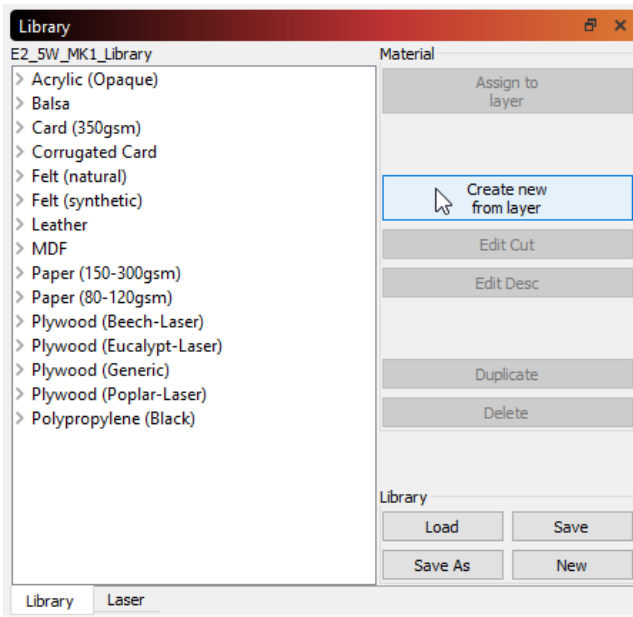 Library
E2_5W_MK1_Library
Acrylic (Opaque)
Balsa
Card (350gsm)
Corrugated Card
Felt (natural)
Felt (synthetic)
Leather
MDF
Paper (150-300gsm)
Paper (80-120gsm)
Plywood (Beech-Laser)
Plywood (Eucalypt-Laser)
Plywood (Generic)
Plywood (Poplar-Laser)
Polypropylene (Black)
Material
Assign to
layer
Create new
from layer
Edit Cut
Edit Desc
Duplicate
Delete
Library
Load Save
Save As New
Library Laser